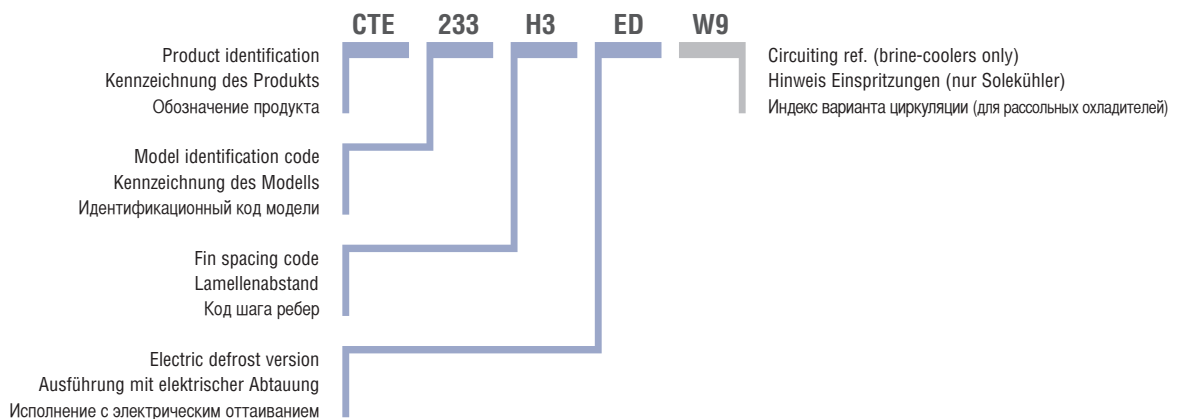 CTE 233 H3 ED W9
Product identification
Kennzeichnung des Produkts
Обозначение продукта
Circuiting ref. (brine-coolers only)
Hinweis Einspritzungen (nur Solekühler)
Индекс варианта циркуляции (для рассольных охладителей)
Model identification code
Kennzeichnung des Modells
Идентификационный код модели
Fin spacing code
Lamellenabstand
Код шага ребер
Electric defrost version
Ausführung mit elektrischer Abtauung
Исполнение с электрическим оттаиванием